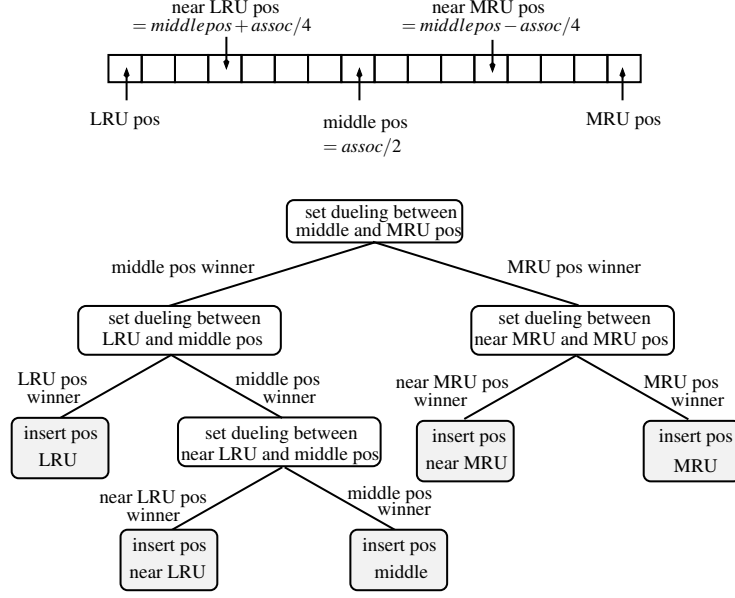 near LRU pos
= middlepos + assoc/4
near MRU pos
= middlepos − assoc/4
LRU pos
middle pos
= assoc/2
MRU pos
set dueling between
middle and MRU pos
middle pos winner
MRU pos winner
set dueling between
LRU and middle pos
set dueling between
near MRU and MRU pos
LRU pos
winner
middle pos
winner
near MRU pos
winner
MRU pos
winner
insert pos
LRU
set dueling between
near LRU and middle pos
insert pos
near MRU
insert pos
MRU
near LRU pos
winner
middle pos
winner
insert pos
near LRU
insert pos
middle